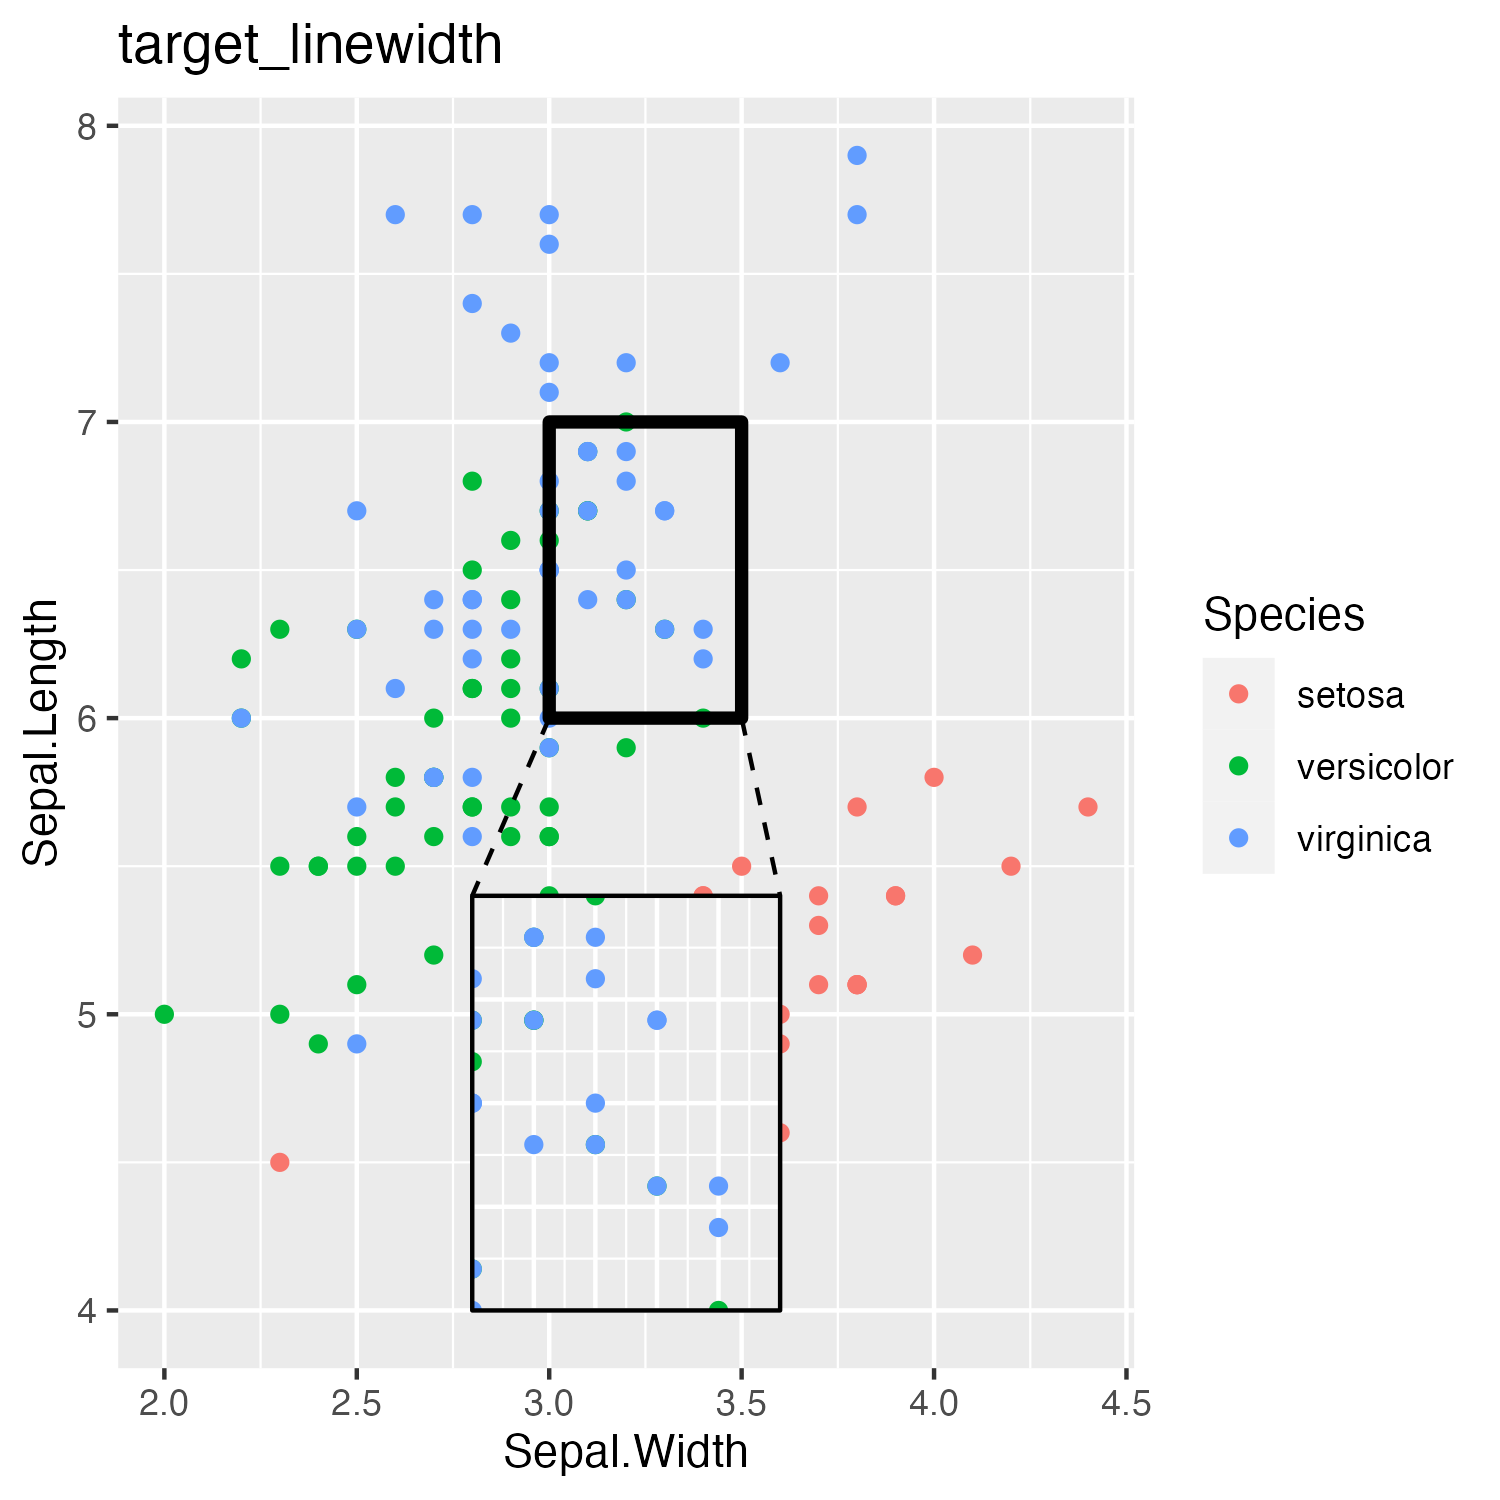 target_linewidth
8
7
6
5
4
Sepal.Length
2.0 2.5 3.0 3.5 4.0 4.5
Sepal.Width
Species
setosa
versicolor
virginica